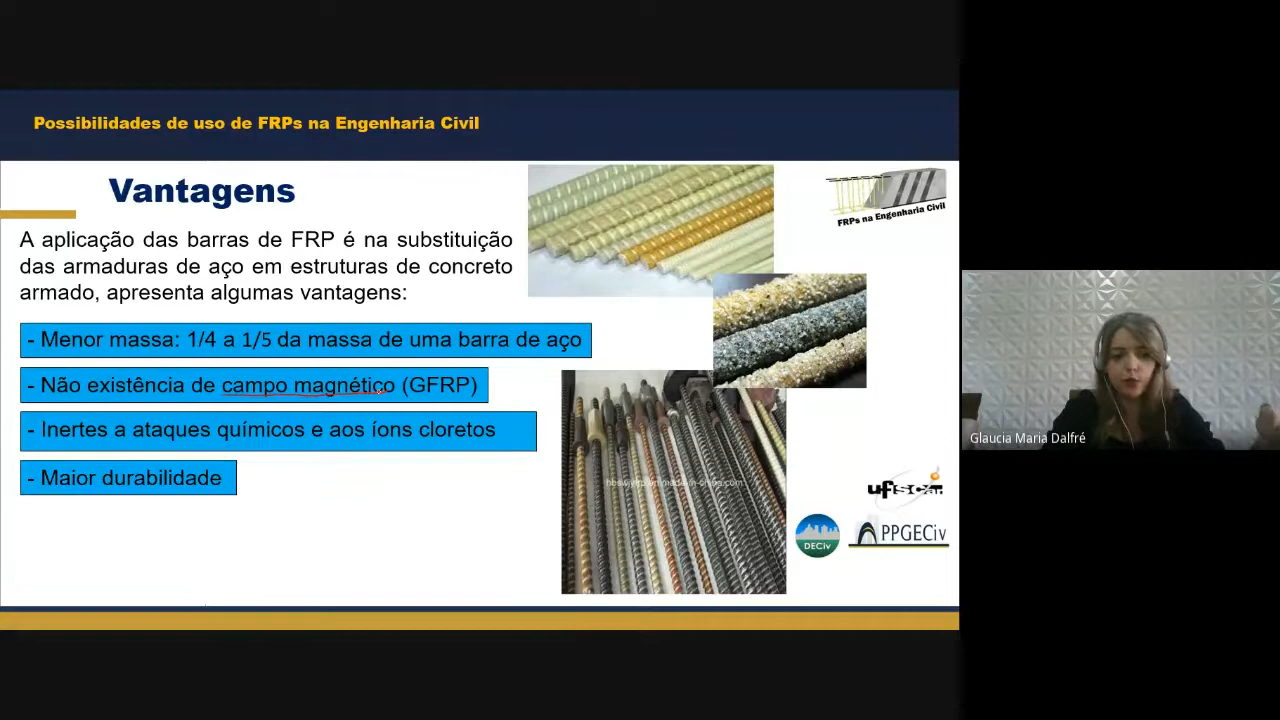 Possibilidades de uso de FRPs na Engenharia Civil
Vantagens
FRPs na Engenharia Civil
A aplicação das barras de FRP é na substituição
das armaduras de aço em estruturas de concreto
armado, apresenta algumas vantagens:
- Menor massa: 1/4 a 1/5 da massa de uma barra de aço
- Não existência de campo magnético (GFRP)
- Inertes a ataques químicos e aos íons cloretos
- Maior durabilidade
Glaucia Maria Dalfré
DECiv
PPGECiv